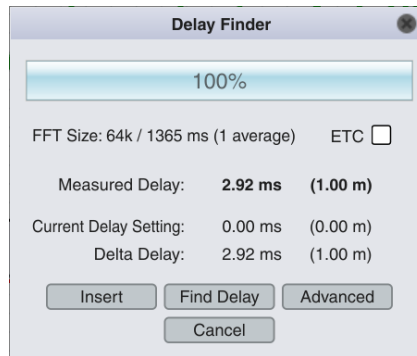 Delay Finder
100%
FFT Size: 64k / 1365 ms (1 average) ETC
Measured Delay: 2.92 ms (1.00 m)
Current Delay Setting: 0.00 ms (0.00 m)
Delta Delay: 2.92 ms (1.00 m)
Insert Find Delay Advanced
Cancel